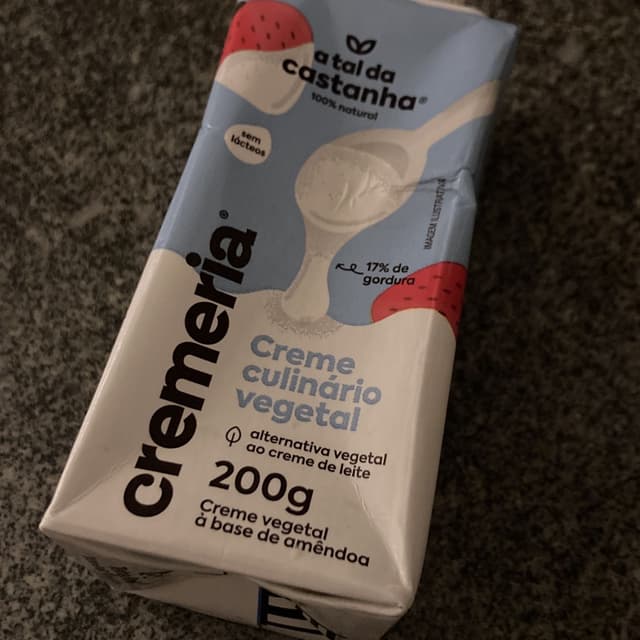 a tal da
castanha®
100% natural
sem
lácteos
IMAGEM ILUSTRATIVA
17% de
gordura
cremeria®
Creme
culinário
vegetal
alternativa vegetal
ao creme de leite
200g
Creme vegetal
à base de amêndoa